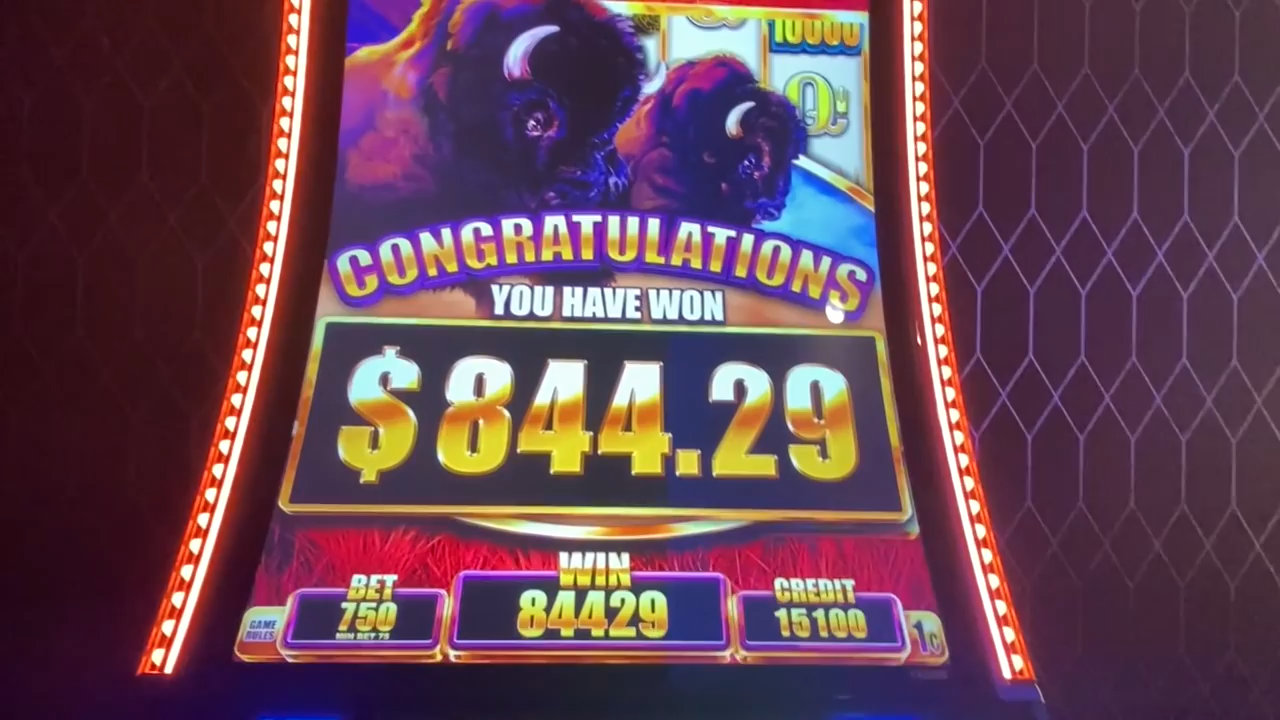 10000
Q
CONGRATULATIONS
YOU HAVE WON
$844.29
BET
750
MIN BET 75
WIN
84429
CREDIT
15100
GAME
RULES
1¢